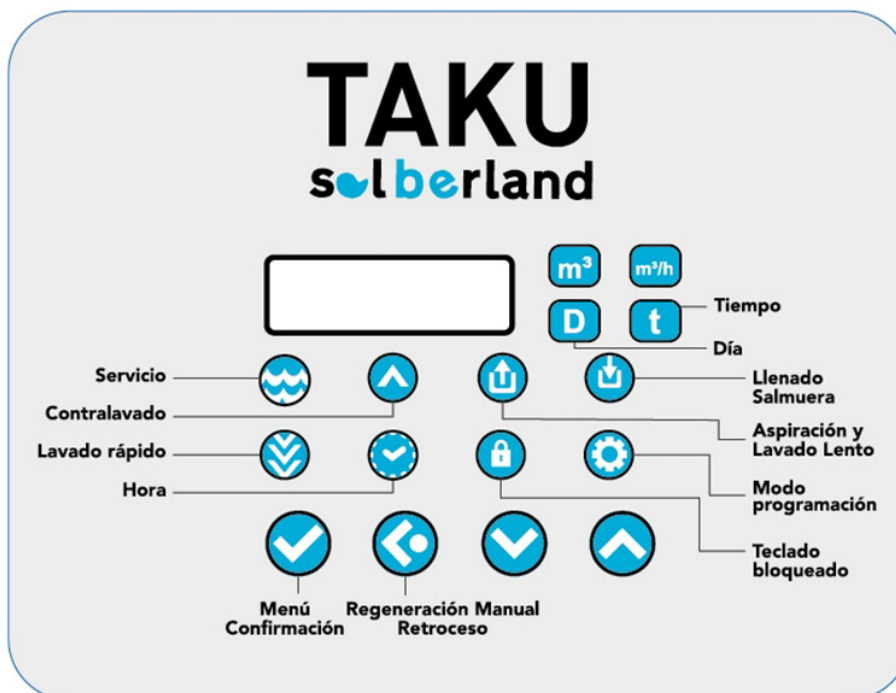 TAKU
solberland
m³
m³/h
D
t
Tiempo
Día
Servicio
Contralavado
Lavado rápido
Hora
Llenado
Salmuera
Aspiración y
Lavado Lento
Modo
programación
Teclado
bloqueado
Menú
Confirmación
Regeneración Manual
Retroceso